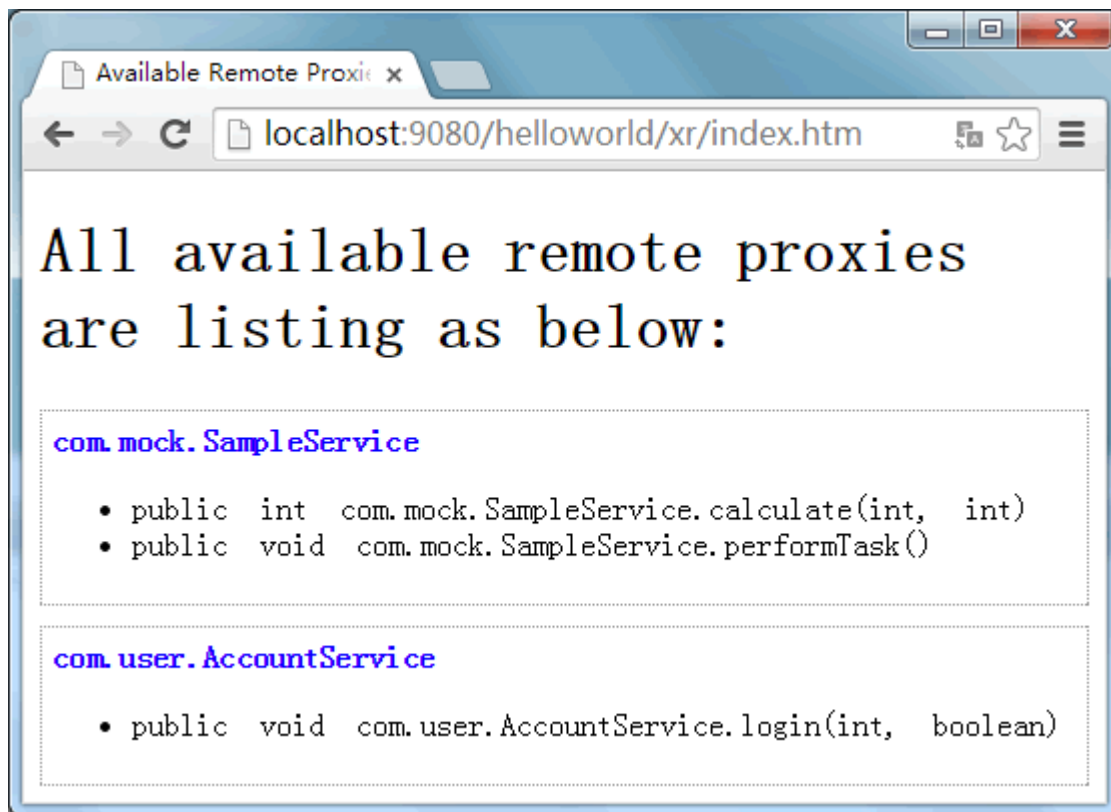 Available Remote Proxie
localhost:9080/helloworld/xr/index.htm
All available remote proxies
are listing as below:
com.mock.SampleService
• public int com.mock.SampleService.calculate(int, int)
• public void com.mock.SampleService.performTask()
com.user.AccountService
• public void com.user.AccountService.login(int, boolean)